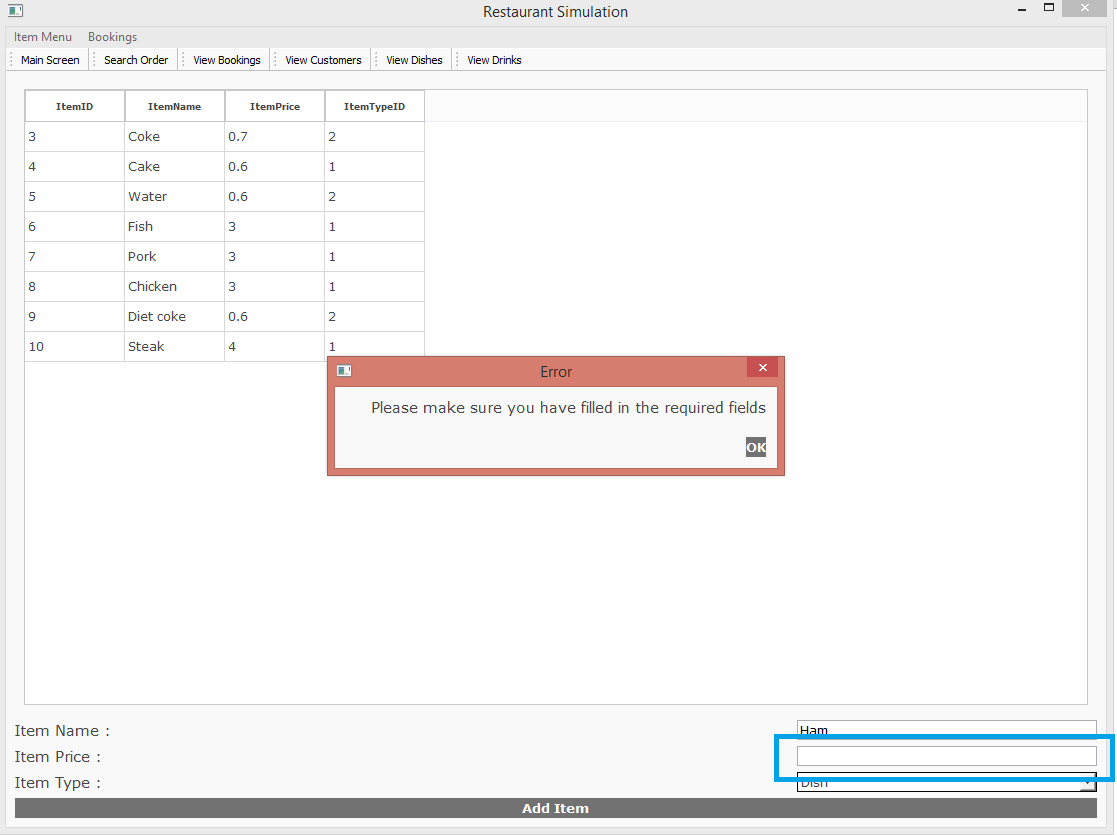 Restaurant Simulation
Item Menu Bookings
Main Screen Search Order View Bookings View Customers View Dishes View Drinks
ItemID ItemName ItemPrice ItemTypeID
3 Coke 0.7 2
4 Cake 0.6 1
5 Water 0.6 2
6 Fish 3 1
7 Pork 3 1
8 Chicken 3 1
9 Diet coke 0.6 2
10 Steak 4 1
Error
Please make sure you have filled in the required fields
OK
Item Name : Ham
Item Price :
Item Type : Dish
Add Item